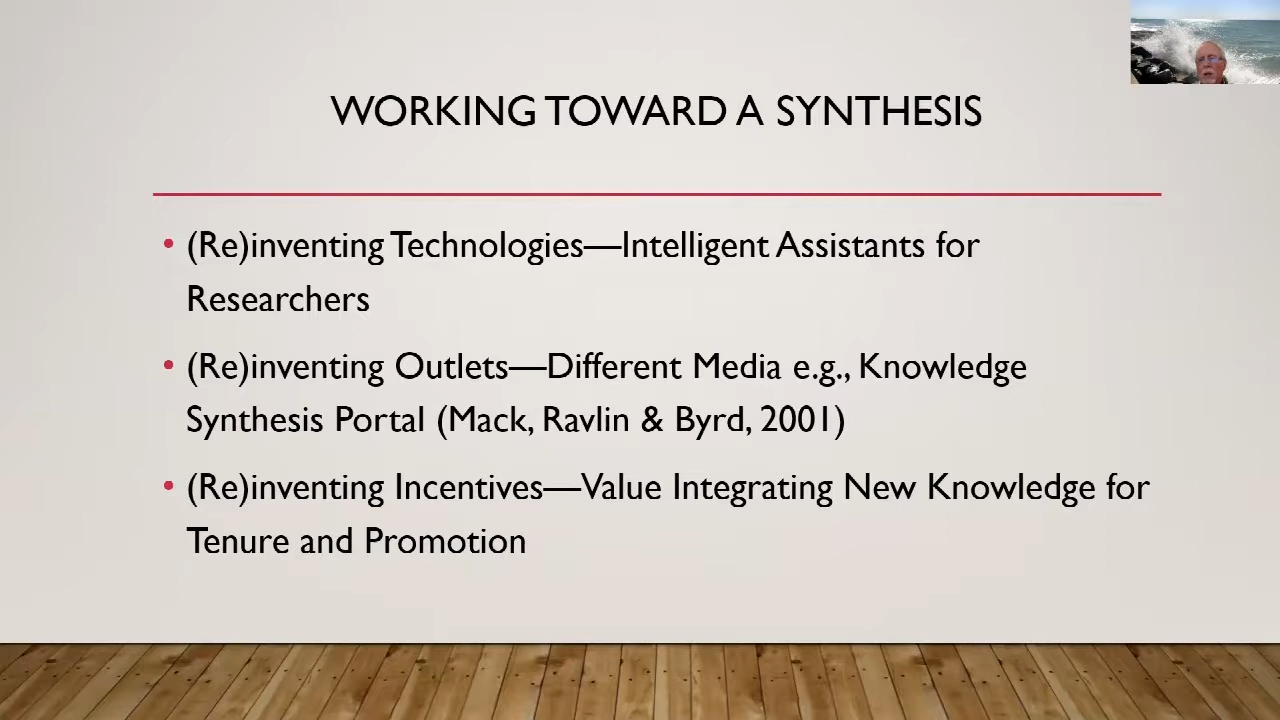 WORKING TOWARD A SYNTHESIS
• (Re)inventing Technologies—Intelligent Assistants for
Researchers
• (Re)inventing Outlets—Different Media e.g., Knowledge
Synthesis Portal (Mack, Ravlin & Byrd, 2001)
• (Re)inventing Incentives—Value Integrating New Knowledge for
Tenure and Promotion